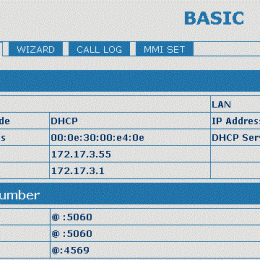 BASIC
WIZARD CALL LOG MMI SET
LAN
de DHCP IP Address
s 00:0e:30:00:e4:0e DHCP Ser
172.17.3.55
172.17.3.1
umber
@ :5060
@ :5060
@:4569